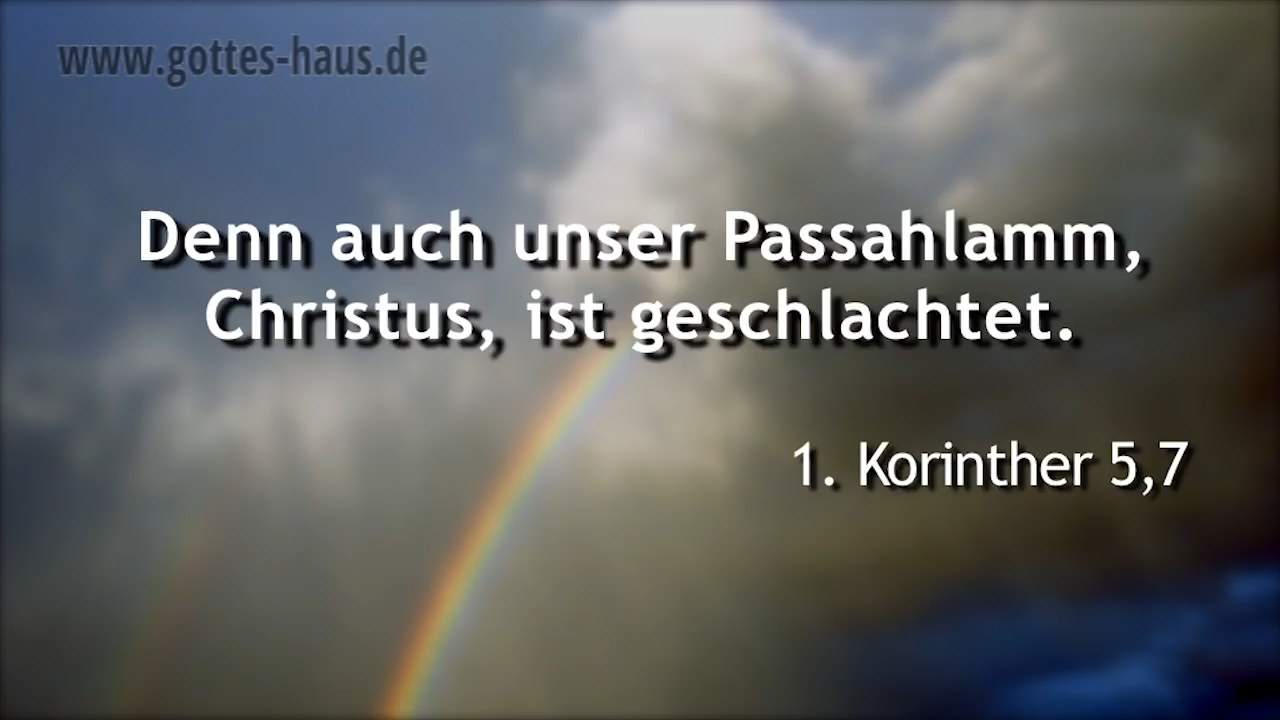 www.gottes-haus.de
Denn auch unser Passahlamm,
Christus, ist geschlachtet.
1. Korinther 5,7